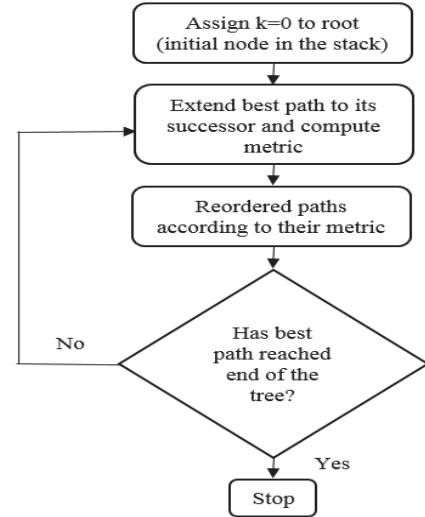 Assign k=0 to root
(initial node in the stack)
Extend best path to its
successor and compute
metric
Reordered paths
according to their metric
Has best
path reached
end of the
tree?
No
Yes
Stop